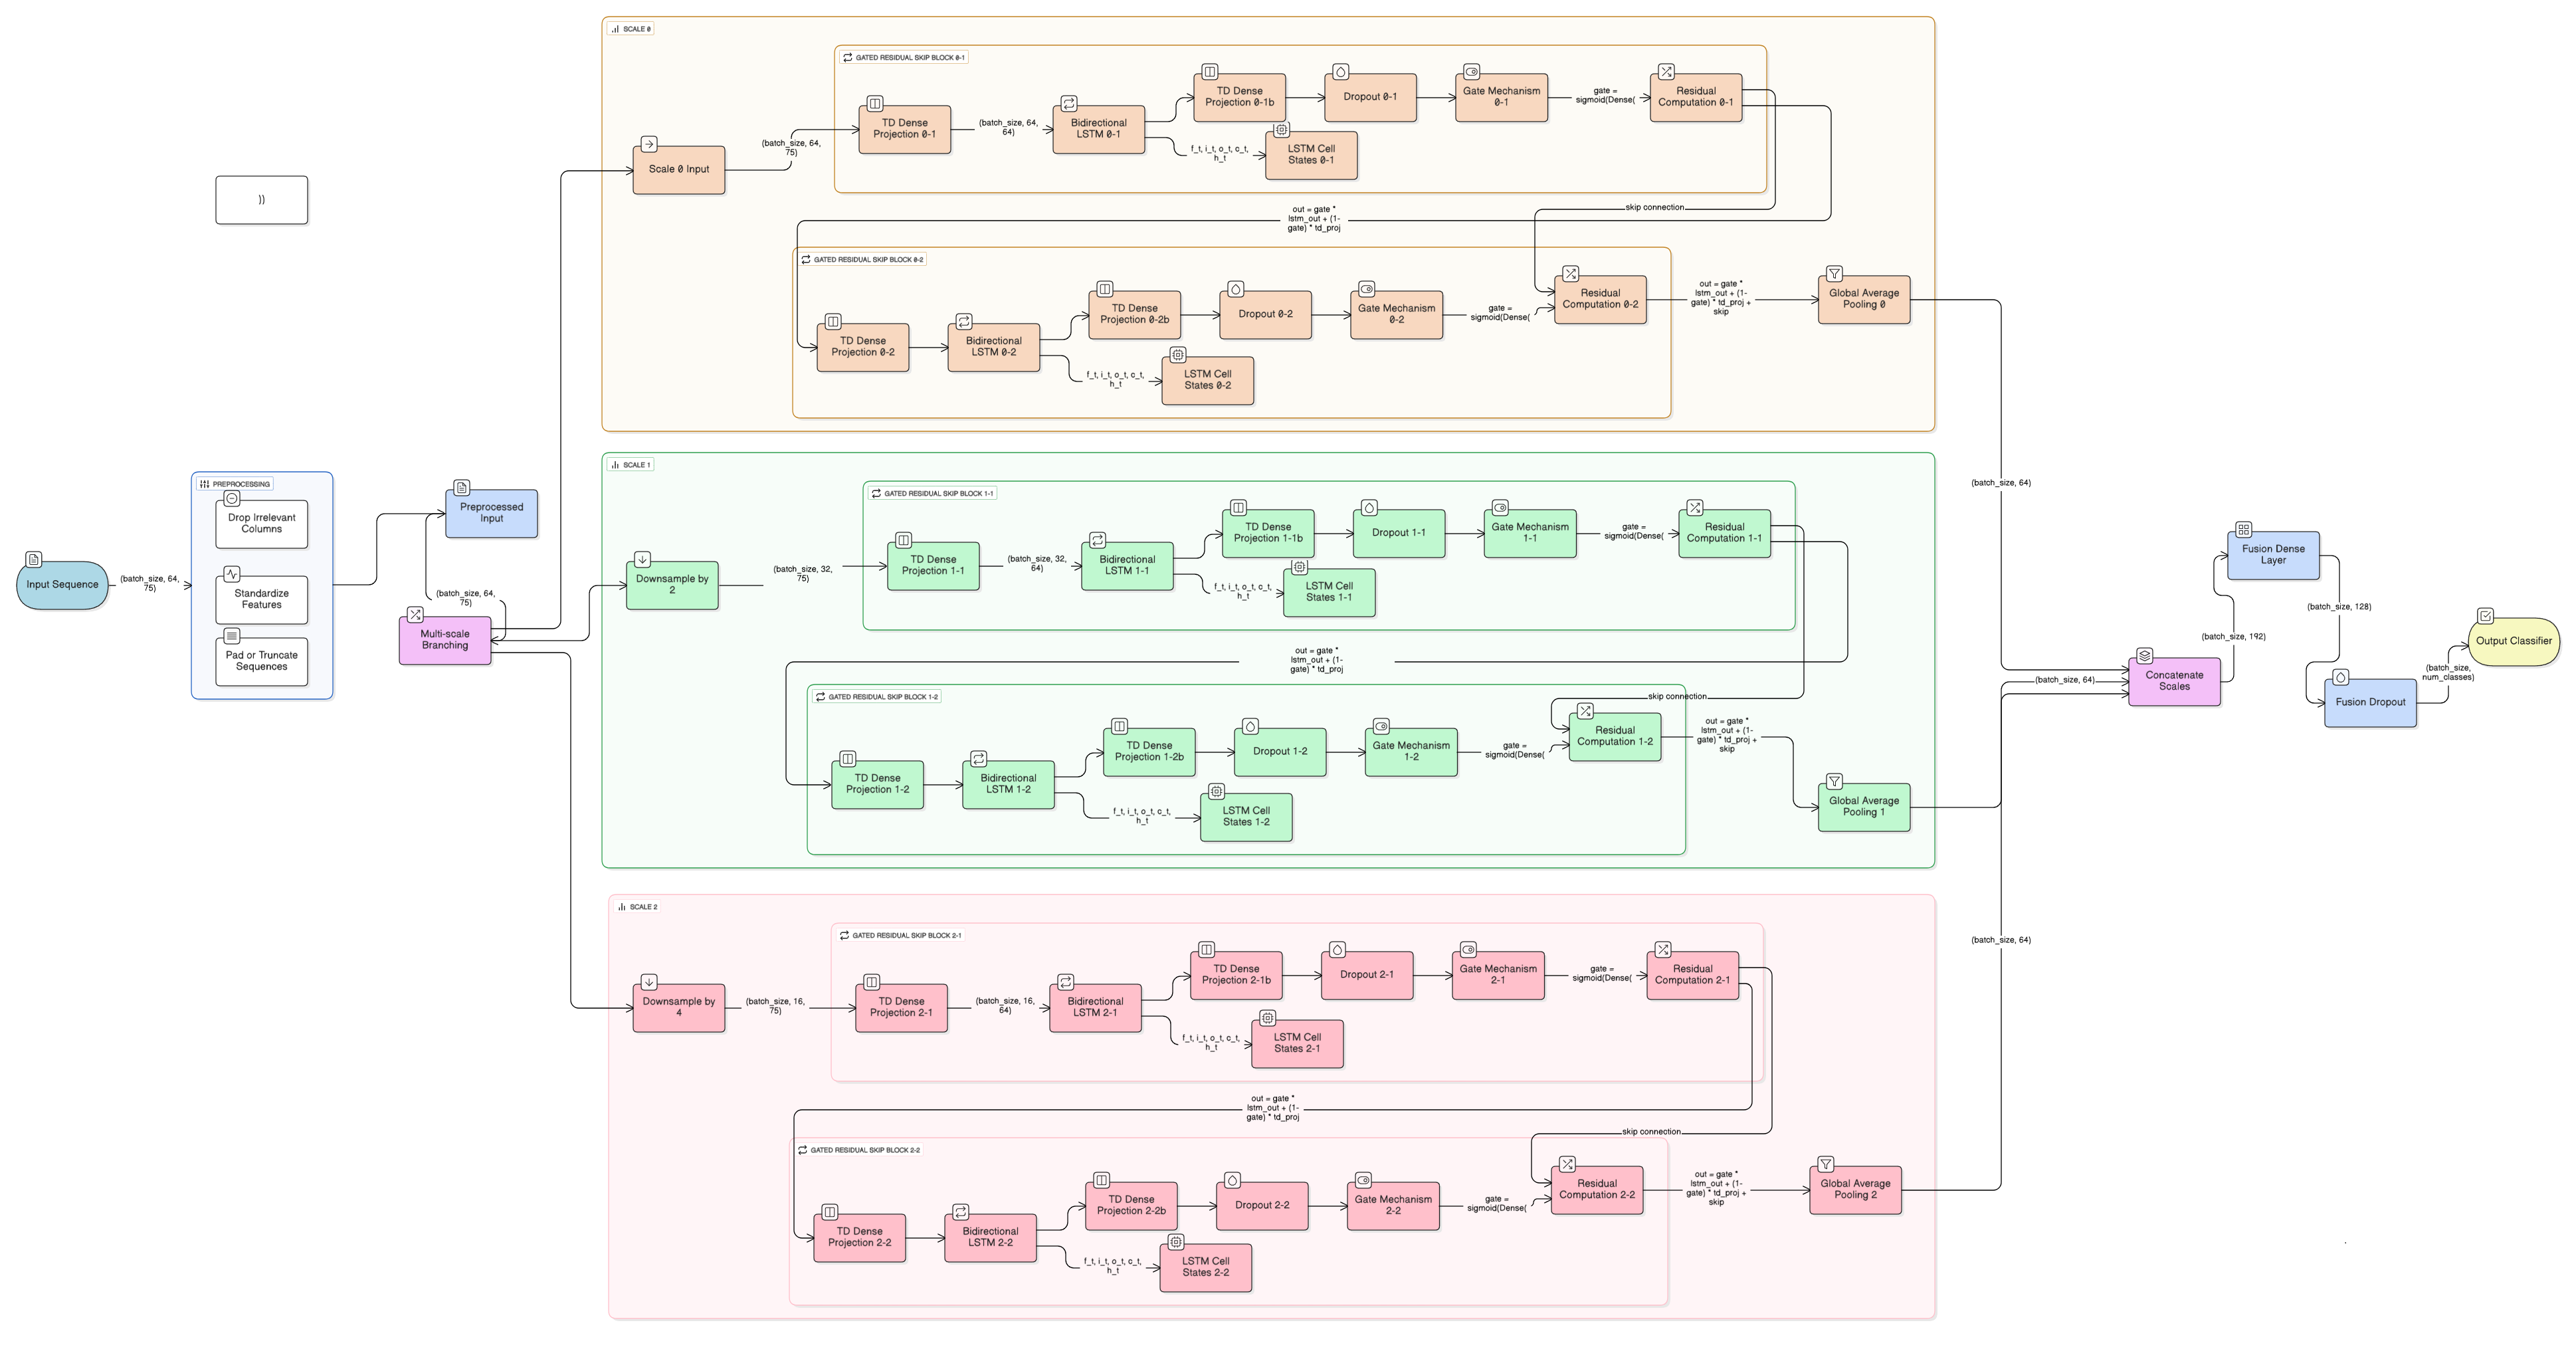 SCALE 0
GATED RESIDUAL SKIP BLOCK 0-1
Scale 0 Input
(batch_size, 64,
75)
TD Dense
Projection 0-1
(batch_size, 64,
64)
Bidirectional
LSTM 0-1
TD Dense
Projection 0-1b
Dropout 0-1
Gate Mechanism
0-1
gate =
sigmoid(Dense(
Residual
Computation 0-1
f_t, i_t, o_t, c_t,
h_t
LSTM Cell
States 0-1
))
skip connection
out = gate *
lstm_out + (1-
gate) * td_proj
GATED RESIDUAL SKIP BLOCK 0-2
TD Dense
Projection 0-2
Bidirectional
LSTM 0-2
TD Dense
Projection 0-2b
Dropout 0-2
Gate Mechanism
0-2
gate =
sigmoid(Dense(
Residual
Computation 0-2
out = gate *
lstm_out + (1-
gate) * td_proj +
skip
Global Average
Pooling 0
f_t, i_t, o_t, c_t,
h_t
LSTM Cell
States 0-2
Input Sequence
(batch_size, 64,
75)
PREPROCESSING
Drop Irrelevant
Columns
Standardize
Features
Pad or Truncate
Sequences
Preprocessed
Input
(batch_size, 64,
75)
Multi-scale
Branching
SCALE 1
GATED RESIDUAL SKIP BLOCK 1-1
Downsample by
2
(batch_size, 32,
75)
TD Dense
Projection 1-1
(batch_size, 32,
64)
Bidirectional
LSTM 1-1
TD Dense
Projection 1-1b
Dropout 1-1
Gate Mechanism
1-1
gate =
sigmoid(Dense(
Residual
Computation 1-1
f_t, i_t, o_t, c_t,
h_t
LSTM Cell
States 1-1
out = gate *
lstm_out + (1-
gate) * td_proj
skip connection
GATED RESIDUAL SKIP BLOCK 1-2
TD Dense
Projection 1-2
Bidirectional
LSTM 1-2
TD Dense
Projection 1-2b
Dropout 1-2
Gate Mechanism
1-2
gate =
sigmoid(Dense(
Residual
Computation 1-2
out = gate *
lstm_out + (1-
gate) * td_proj +
skip
Global Average
Pooling 1
f_t, i_t, o_t, c_t,
h_t
LSTM Cell
States 1-2
SCALE 2
GATED RESIDUAL SKIP BLOCK 2-1
Downsample by
4
(batch_size, 16,
75)
TD Dense
Projection 2-1
(batch_size, 16,
64)
Bidirectional
LSTM 2-1
TD Dense
Projection 2-1b
Dropout 2-1
Gate Mechanism
2-1
gate =
sigmoid(Dense(
Residual
Computation 2-1
f_t, i_t, o_t, c_t,
h_t
LSTM Cell
States 2-1
out = gate *
lstm_out + (1-
gate) * td_proj
skip connection
GATED RESIDUAL SKIP BLOCK 2-2
TD Dense
Projection 2-2
Bidirectional
LSTM 2-2
TD Dense
Projection 2-2b
Dropout 2-2
Gate Mechanism
2-2
gate =
sigmoid(Dense(
Residual
Computation 2-2
out = gate *
lstm_out + (1-
gate) * td_proj +
skip
Global Average
Pooling 2
f_t, i_t, o_t, c_t,
h_t
LSTM Cell
States 2-2
(batch_size, 64)
(batch_size, 64)
(batch_size, 64)
Concatenate
Scales
(batch_size, 192)
Fusion Dense
Layer
(batch_size, 128)
Fusion Dropout
(batch_size,
num_classes)
Output Classifier